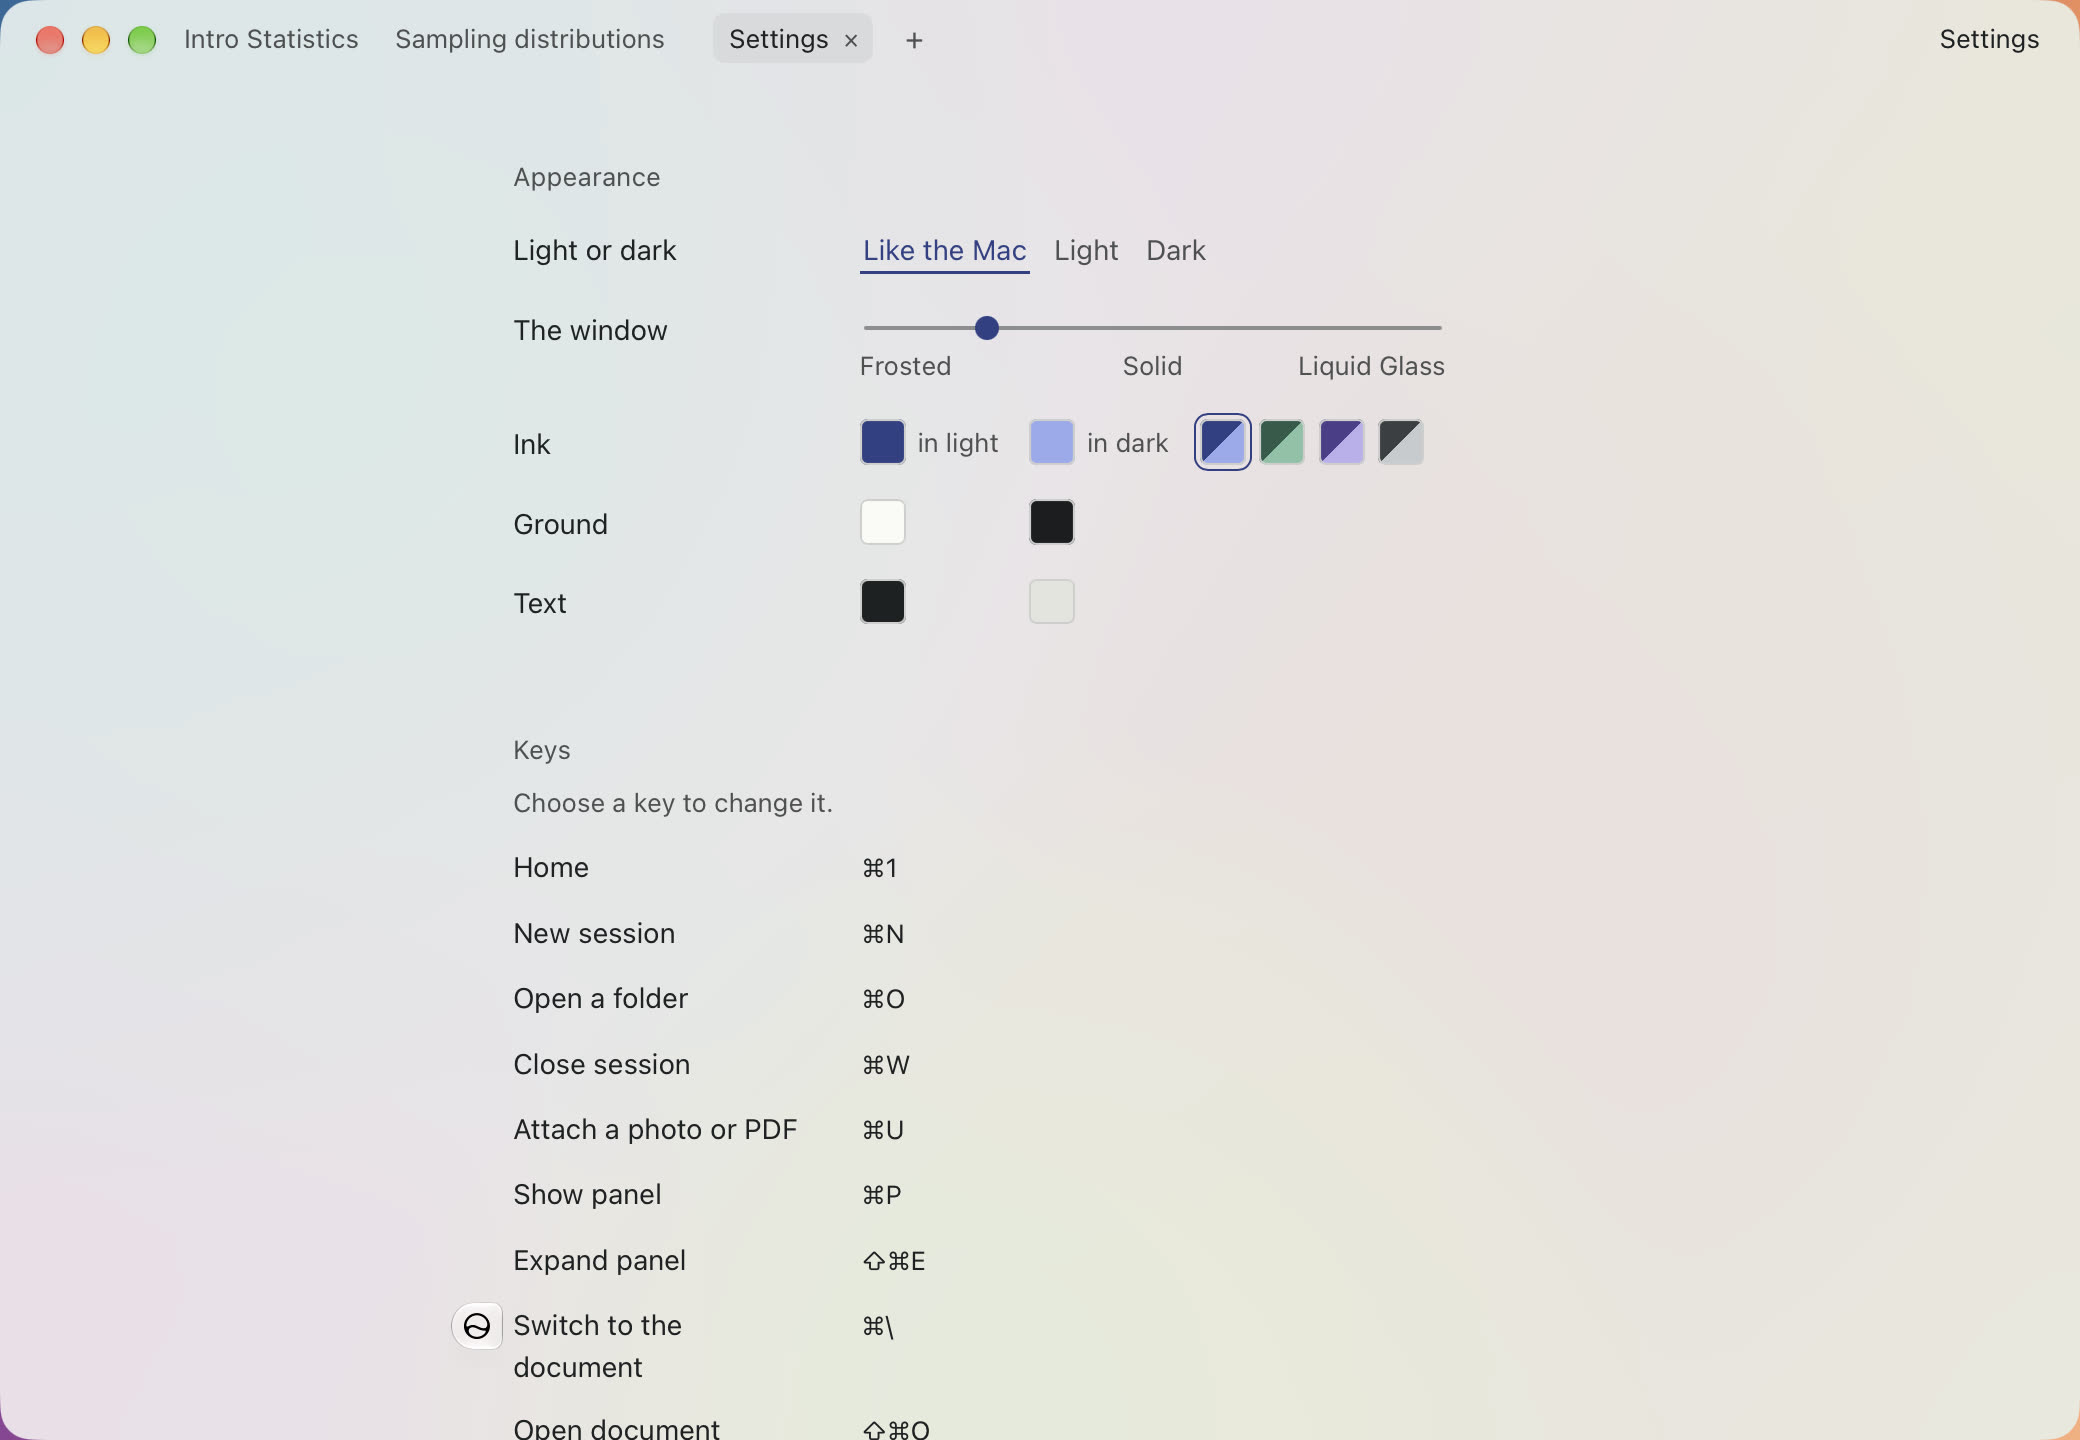 Intro Statistics Sampling distributions Settings × + Settings
Appearance
Light or dark Like the Mac Light Dark
The window
Frosted Solid Liquid Glass
Ink in light in dark
Ground
Text
Keys
Choose a key to change it.
Home ⌘1
New session ⌘N
Open a folder ⌘O
Close session ⌘W
Attach a photo or PDF ⌘U
Show panel ⌘P
Expand panel ⇧⌘E
Switch to the ⌘\
document
Open document ⇧⌘O